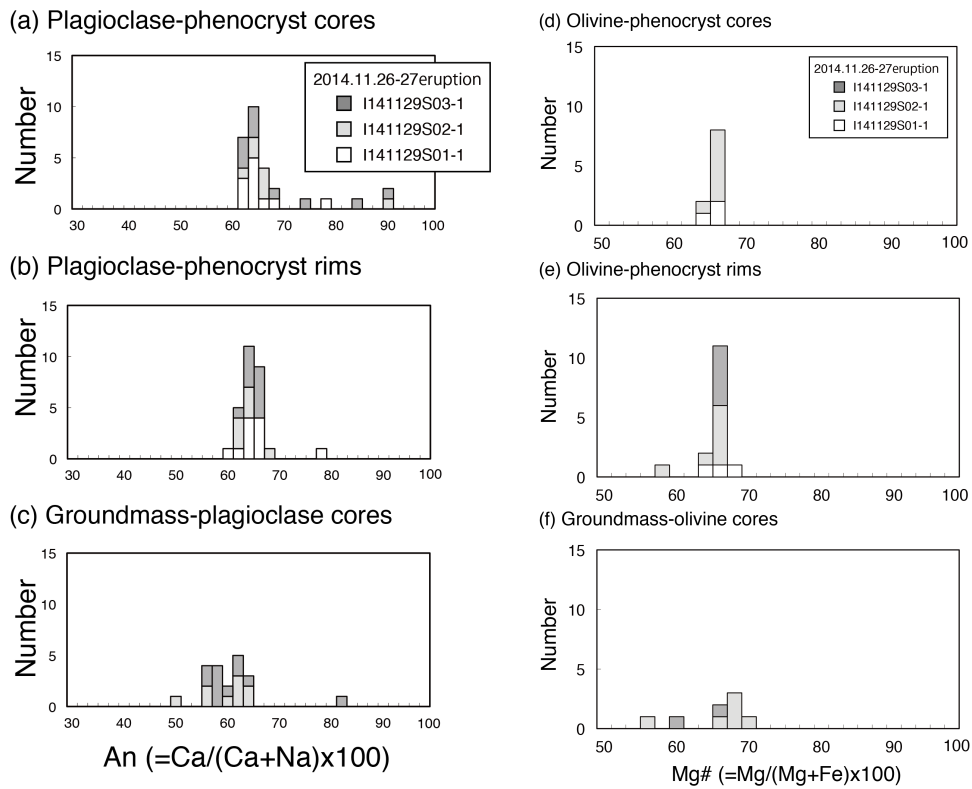 (a) Plagioclase-phenocryst cores
15
10
5
0
Number
30 40 50 60 70 80 90 100
2014.11.26-27eruption
I141129S03-1
I141129S02-1
I141129S01-1
(b) Plagioclase-phenocryst rims
15
10
5
0
Number
30 40 50 60 70 80 90 100
(c) Groundmass-plagioclase cores
15
10
5
0
Number
30 40 50 60 70 80 90 100
An (=Ca/(Ca+Na)x100)
(d) Olivine-phenocryst cores
15
10
5
0
Number
50 60 70 80 90 100
2014.11.26-27eruption
I141129S03-1
I141129S02-1
I141129S01-1
(e) Olivine-phenocryst rims
15
10
5
0
Number
50 60 70 80 90 100
(f) Groundmass-olivine cores
15
10
5
0
Number
50 60 70 80 90 100
Mg# (=Mg/(Mg+Fe)x100)